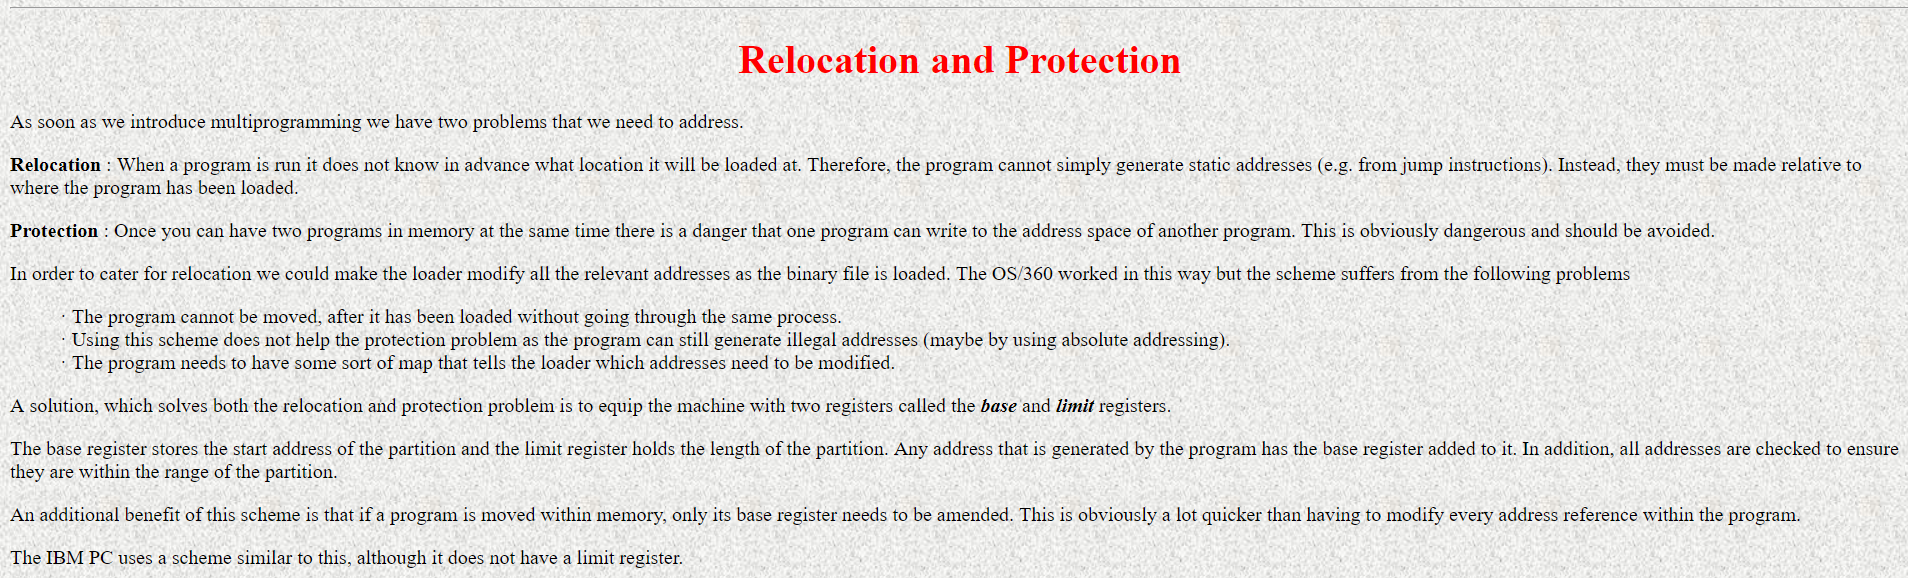 Relocation and Protection
As soon as we introduce multiprogramming we have two problems that we need to address.
Relocation : When a program is run it does not know in advance what location it will be loaded at. Therefore, the program cannot simply generate static addresses (e.g. from jump instructions). Instead, they must be made relative to
where the program has been loaded.
Protection : Once you can have two programs in memory at the same time there is a danger that one program can write to the address space of another program. This is obviously dangerous and should be avoided.
In order to cater for relocation we could make the loader modify all the relevant addresses as the binary file is loaded. The OS/360 worked in this way but the scheme suffers from the following problems
· The program cannot be moved, after it has been loaded without going through the same process.
· Using this scheme does not help the protection problem as the program can still generate illegal addresses (maybe by using absolute addressing).
· The program needs to have some sort of map that tells the loader which addresses need to be modified.
A solution, which solves both the relocation and protection problem is to equip the machine with two registers called the base and limit registers.
The base register stores the start address of the partition and the limit register holds the length of the partition. Any address that is generated by the program has the base register added to it. In addition, all addresses are checked to ensure
they are within the range of the partition.
An additional benefit of this scheme is that if a program is moved within memory, only its base register needs to be amended. This is obviously a lot quicker than having to modify every address reference within the program.
The IBM PC uses a scheme similar to this, although it does not have a limit register.